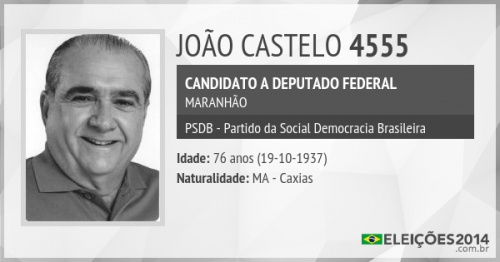 JOÃO CASTELO 4555
CANDIDATO A DEPUTADO FEDERAL
MARANHÃO
PSDB - Partido da Social Democracia Brasileira
Idade: 76 anos (19-10-1937)
Naturalidade: MA - Caxias
ELEIÇÕES2014
.com.br